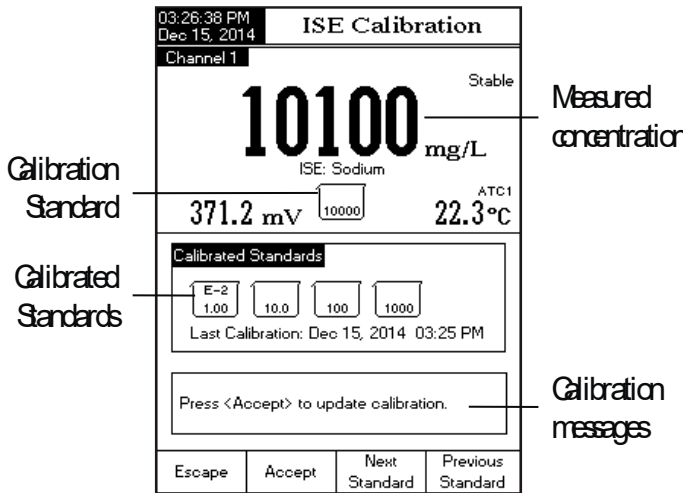 03:26:38 PM
Dec 15, 2014
ISE Calibration
Channel 1
Stable
10100 mg/L
Measured
concentration
ISE: Sodium
Calibration
Standard
371.2 mV
10000
ATC1
22.3°C
Calibrated Standards
Calibrated
Standards
E-2
1.00
10.0
100
1000
Last Calibration: Dec 15, 2014 03:25 PM
Press <Accept> to update calibration.
Calibration
messages
Escape
Accept
Next
Standard
Previous
Standard